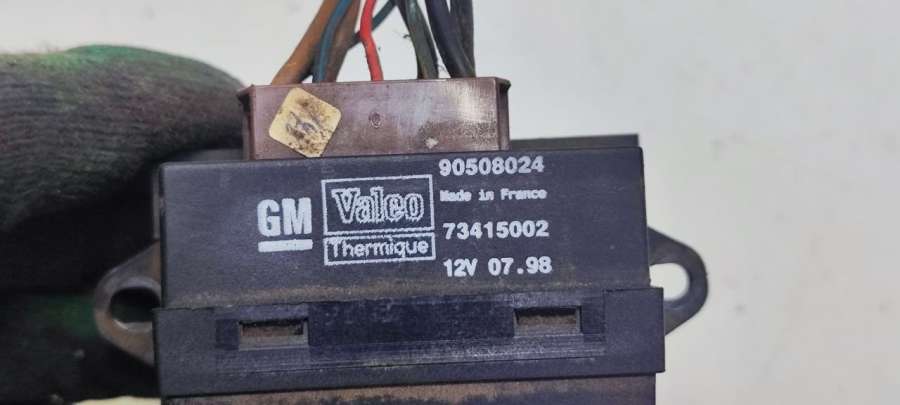 90508024
Made in France
GM
Valeo
Thermique
73415002
12V 07.98